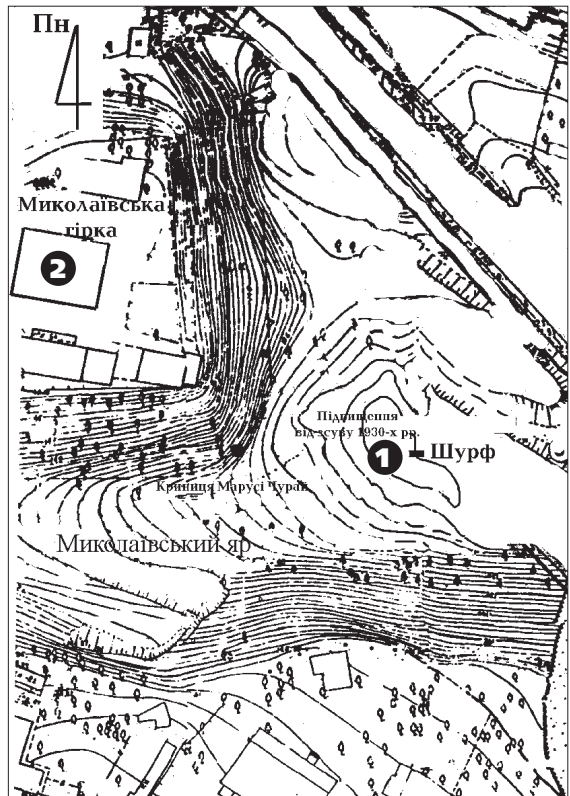 Пн
Миколаївська
гірка
2
Підвищення
від зсуву 1930-х рр.
1
Шурф
Криниця Марусі Чурай
Миколаївський яр